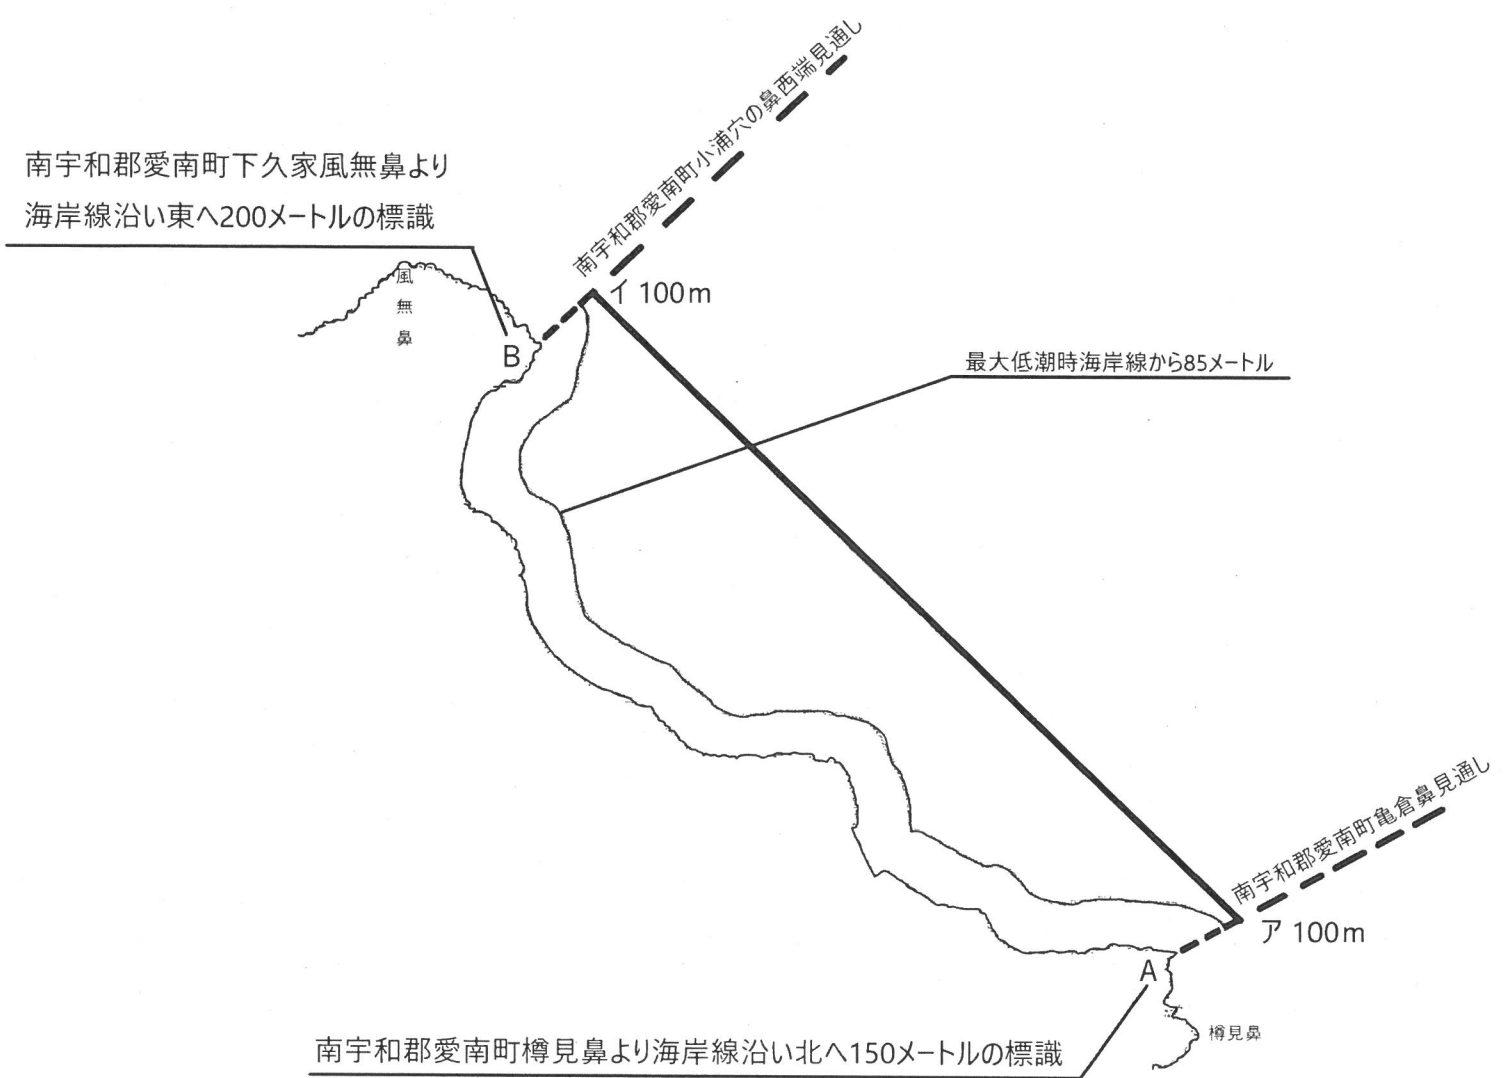 南宇和郡愛南町小浦穴の鼻西端見通し
南宇和郡愛南町下久家風無鼻より
海岸線沿い東へ200メートルの標識
風無鼻
イ 100m
B
最大低潮時海岸線から85メートル
南宇和郡愛南町亀倉鼻見通し
ア 100m
A
樽見鼻
南宇和郡愛南町樽見鼻より海岸線沿い北へ150メートルの標識